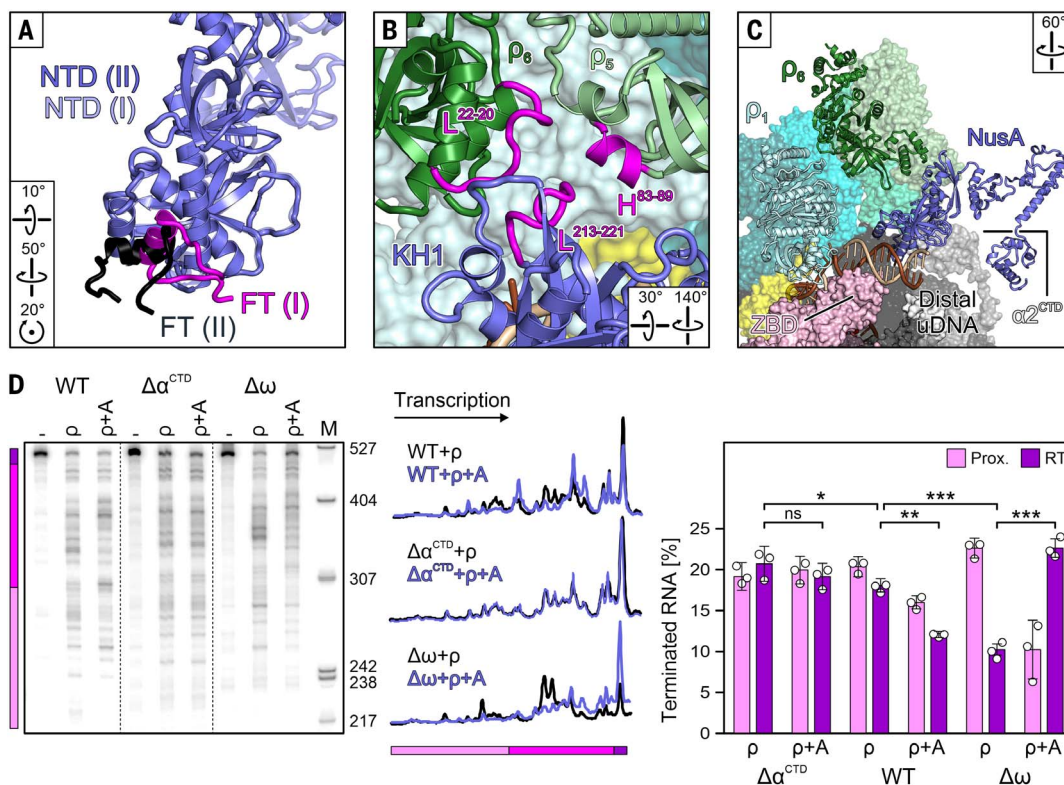 A
NTD (II)
NTD (I)
10°
50°
20°
FT (I)
FT (II)
B
ρ6
ρ5
L22-20
H83-89
L213-221
KH1
30° 140°
C
60°
ρ6
ρ1
NusA
ZBD
Distal
uDNA
α2CTD
D
WT ΔαCTD Δω
- ρ ρ+A - ρ ρ+A - ρ ρ+A M
527
404
307
242
238
217
Transcription
WT+ρ
WT+ρ+A
ΔαCTD+ρ
ΔαCTD+ρ+A
Δω+ρ
Δω+ρ+A
Prox. RT
Terminated RNA [%]
25
20
15
10
5
0
* ***
ns ** ***
ρ ρ+A ρ ρ+A ρ ρ+A
ΔαCTD WT Δω